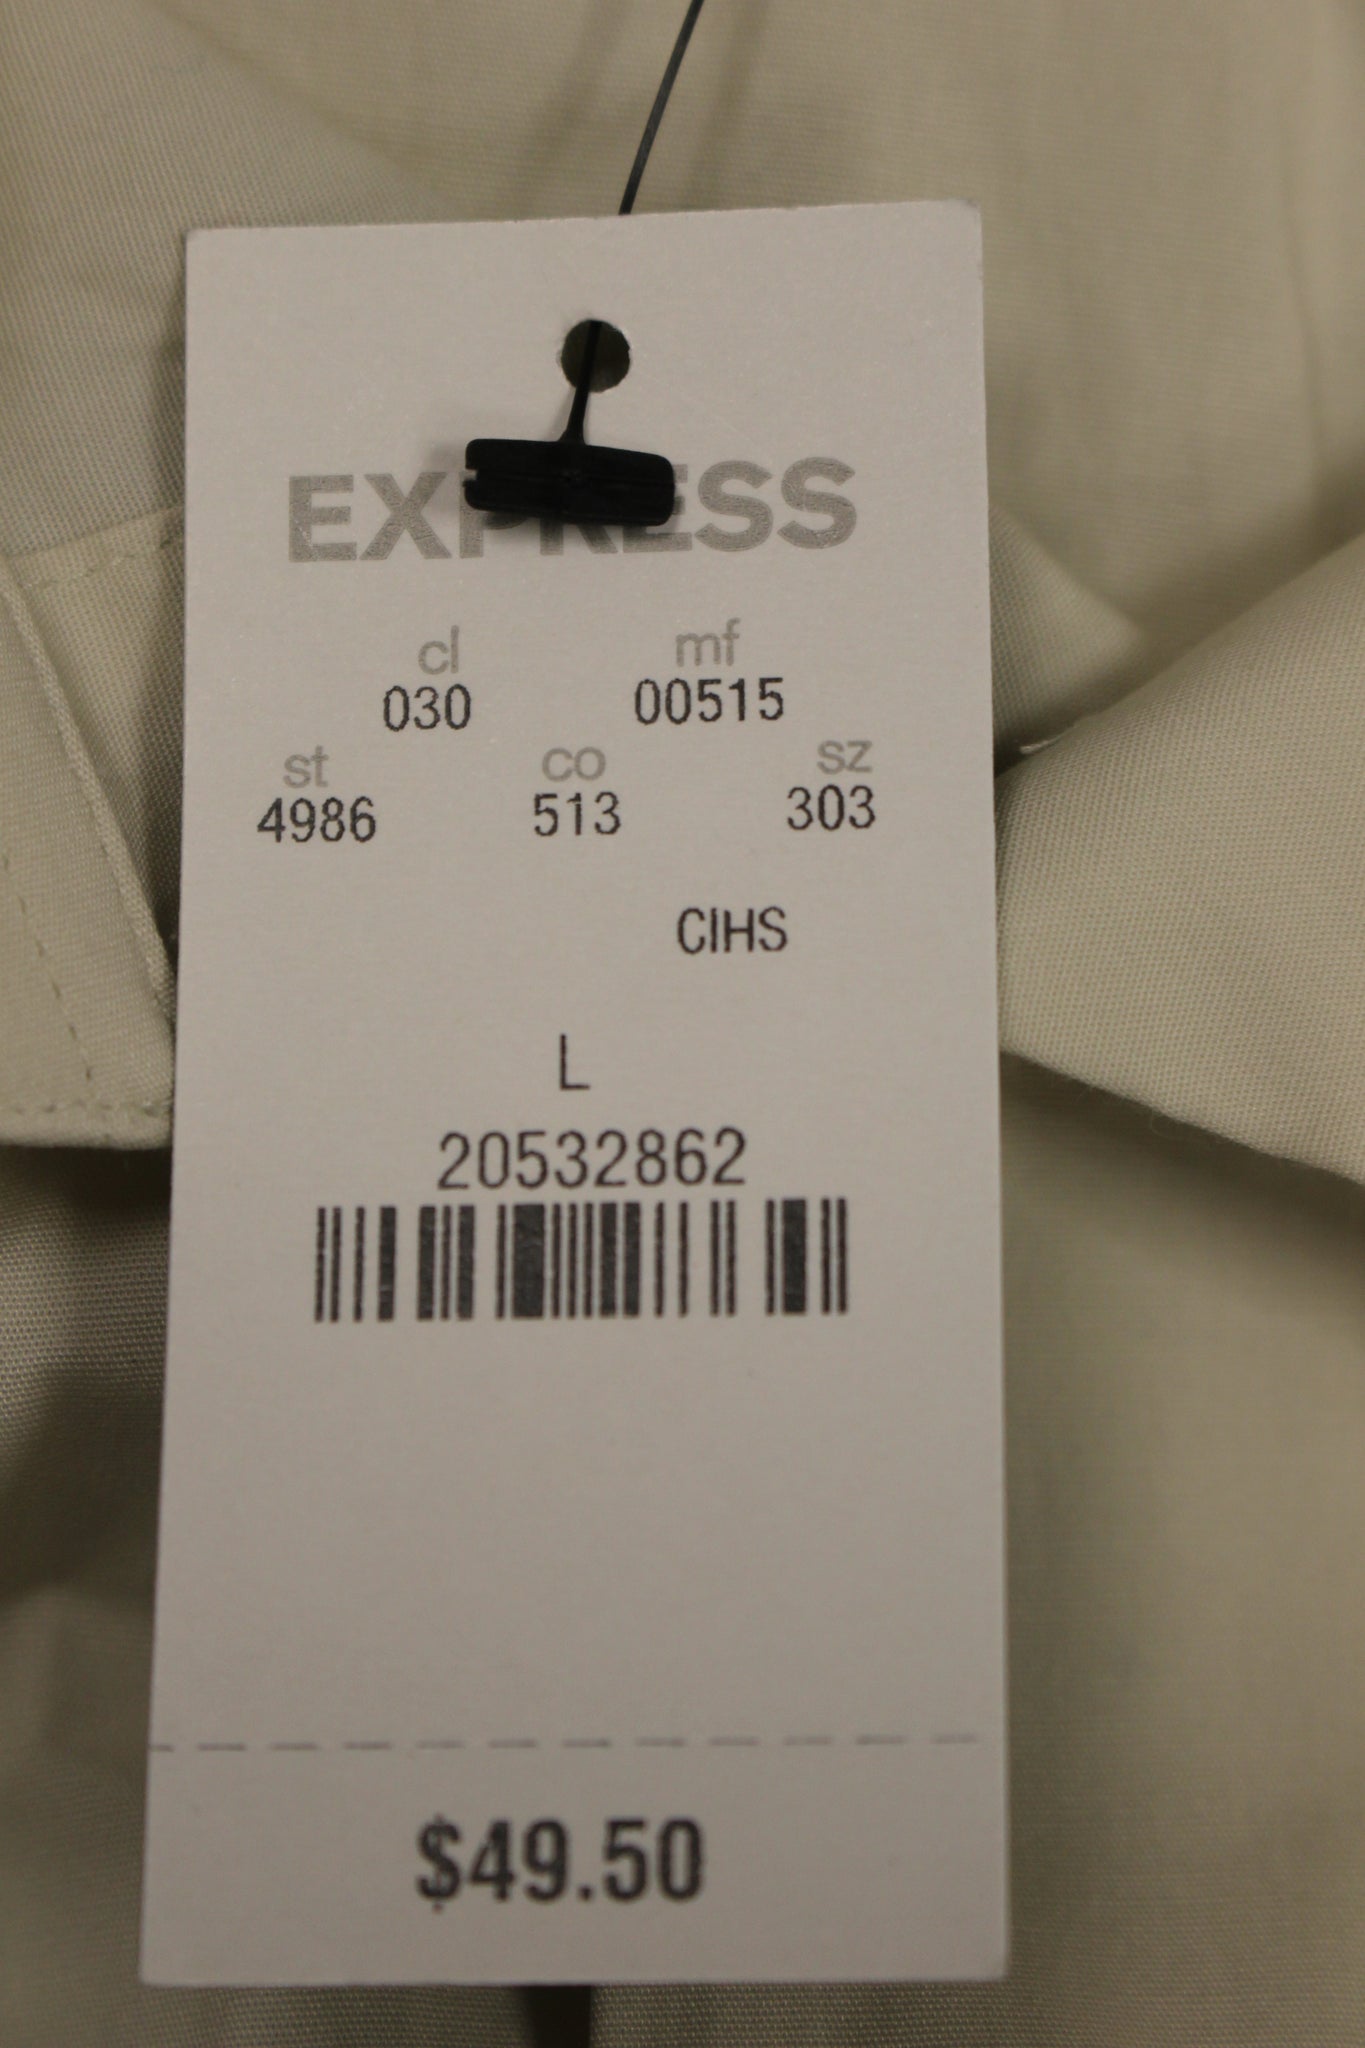 EXPRESS
cl mf
030 00515
st co sz
4986 513 303
CIHS
L
20532862
$49.50